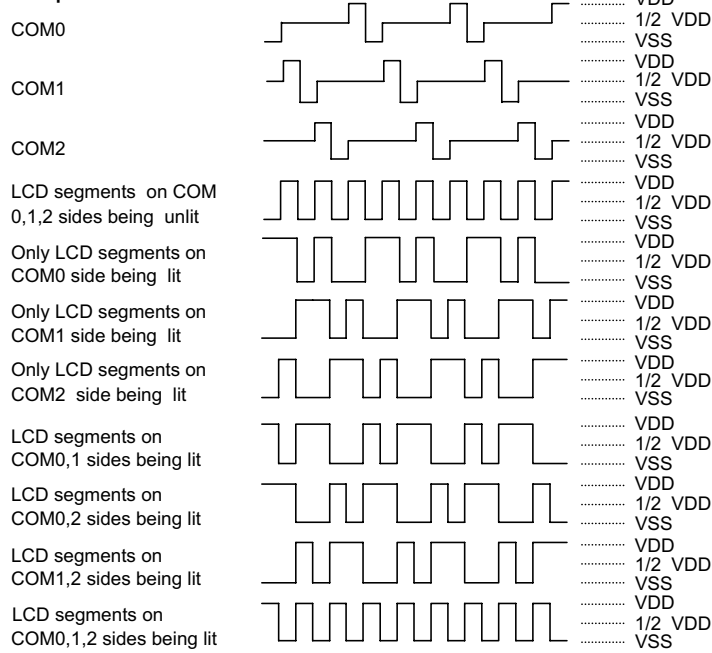 VDD
COM0 1/2 VDD
VSS
VDD
COM1 1/2 VDD
VSS
VDD
COM2 1/2 VDD
VSS
LCD segments on COM VDD
0,1,2 sides being unlit 1/2 VDD
VSS
Only LCD segments on VDD
COM0 side being lit 1/2 VDD
VSS
Only LCD segments on VDD
COM1 side being lit 1/2 VDD
VSS
Only LCD segments on VDD
COM2 side being lit 1/2 VDD
VSS
LCD segments on VDD
COM0,1 sides being lit 1/2 VDD
VSS
LCD segments on VDD
COM0,2 sides being lit 1/2 VDD
VSS
LCD segments on VDD
COM1,2 sides being lit 1/2 VDD
VSS
LCD segments on VDD
COM0,1,2 sides being lit 1/2 VDD
VSS